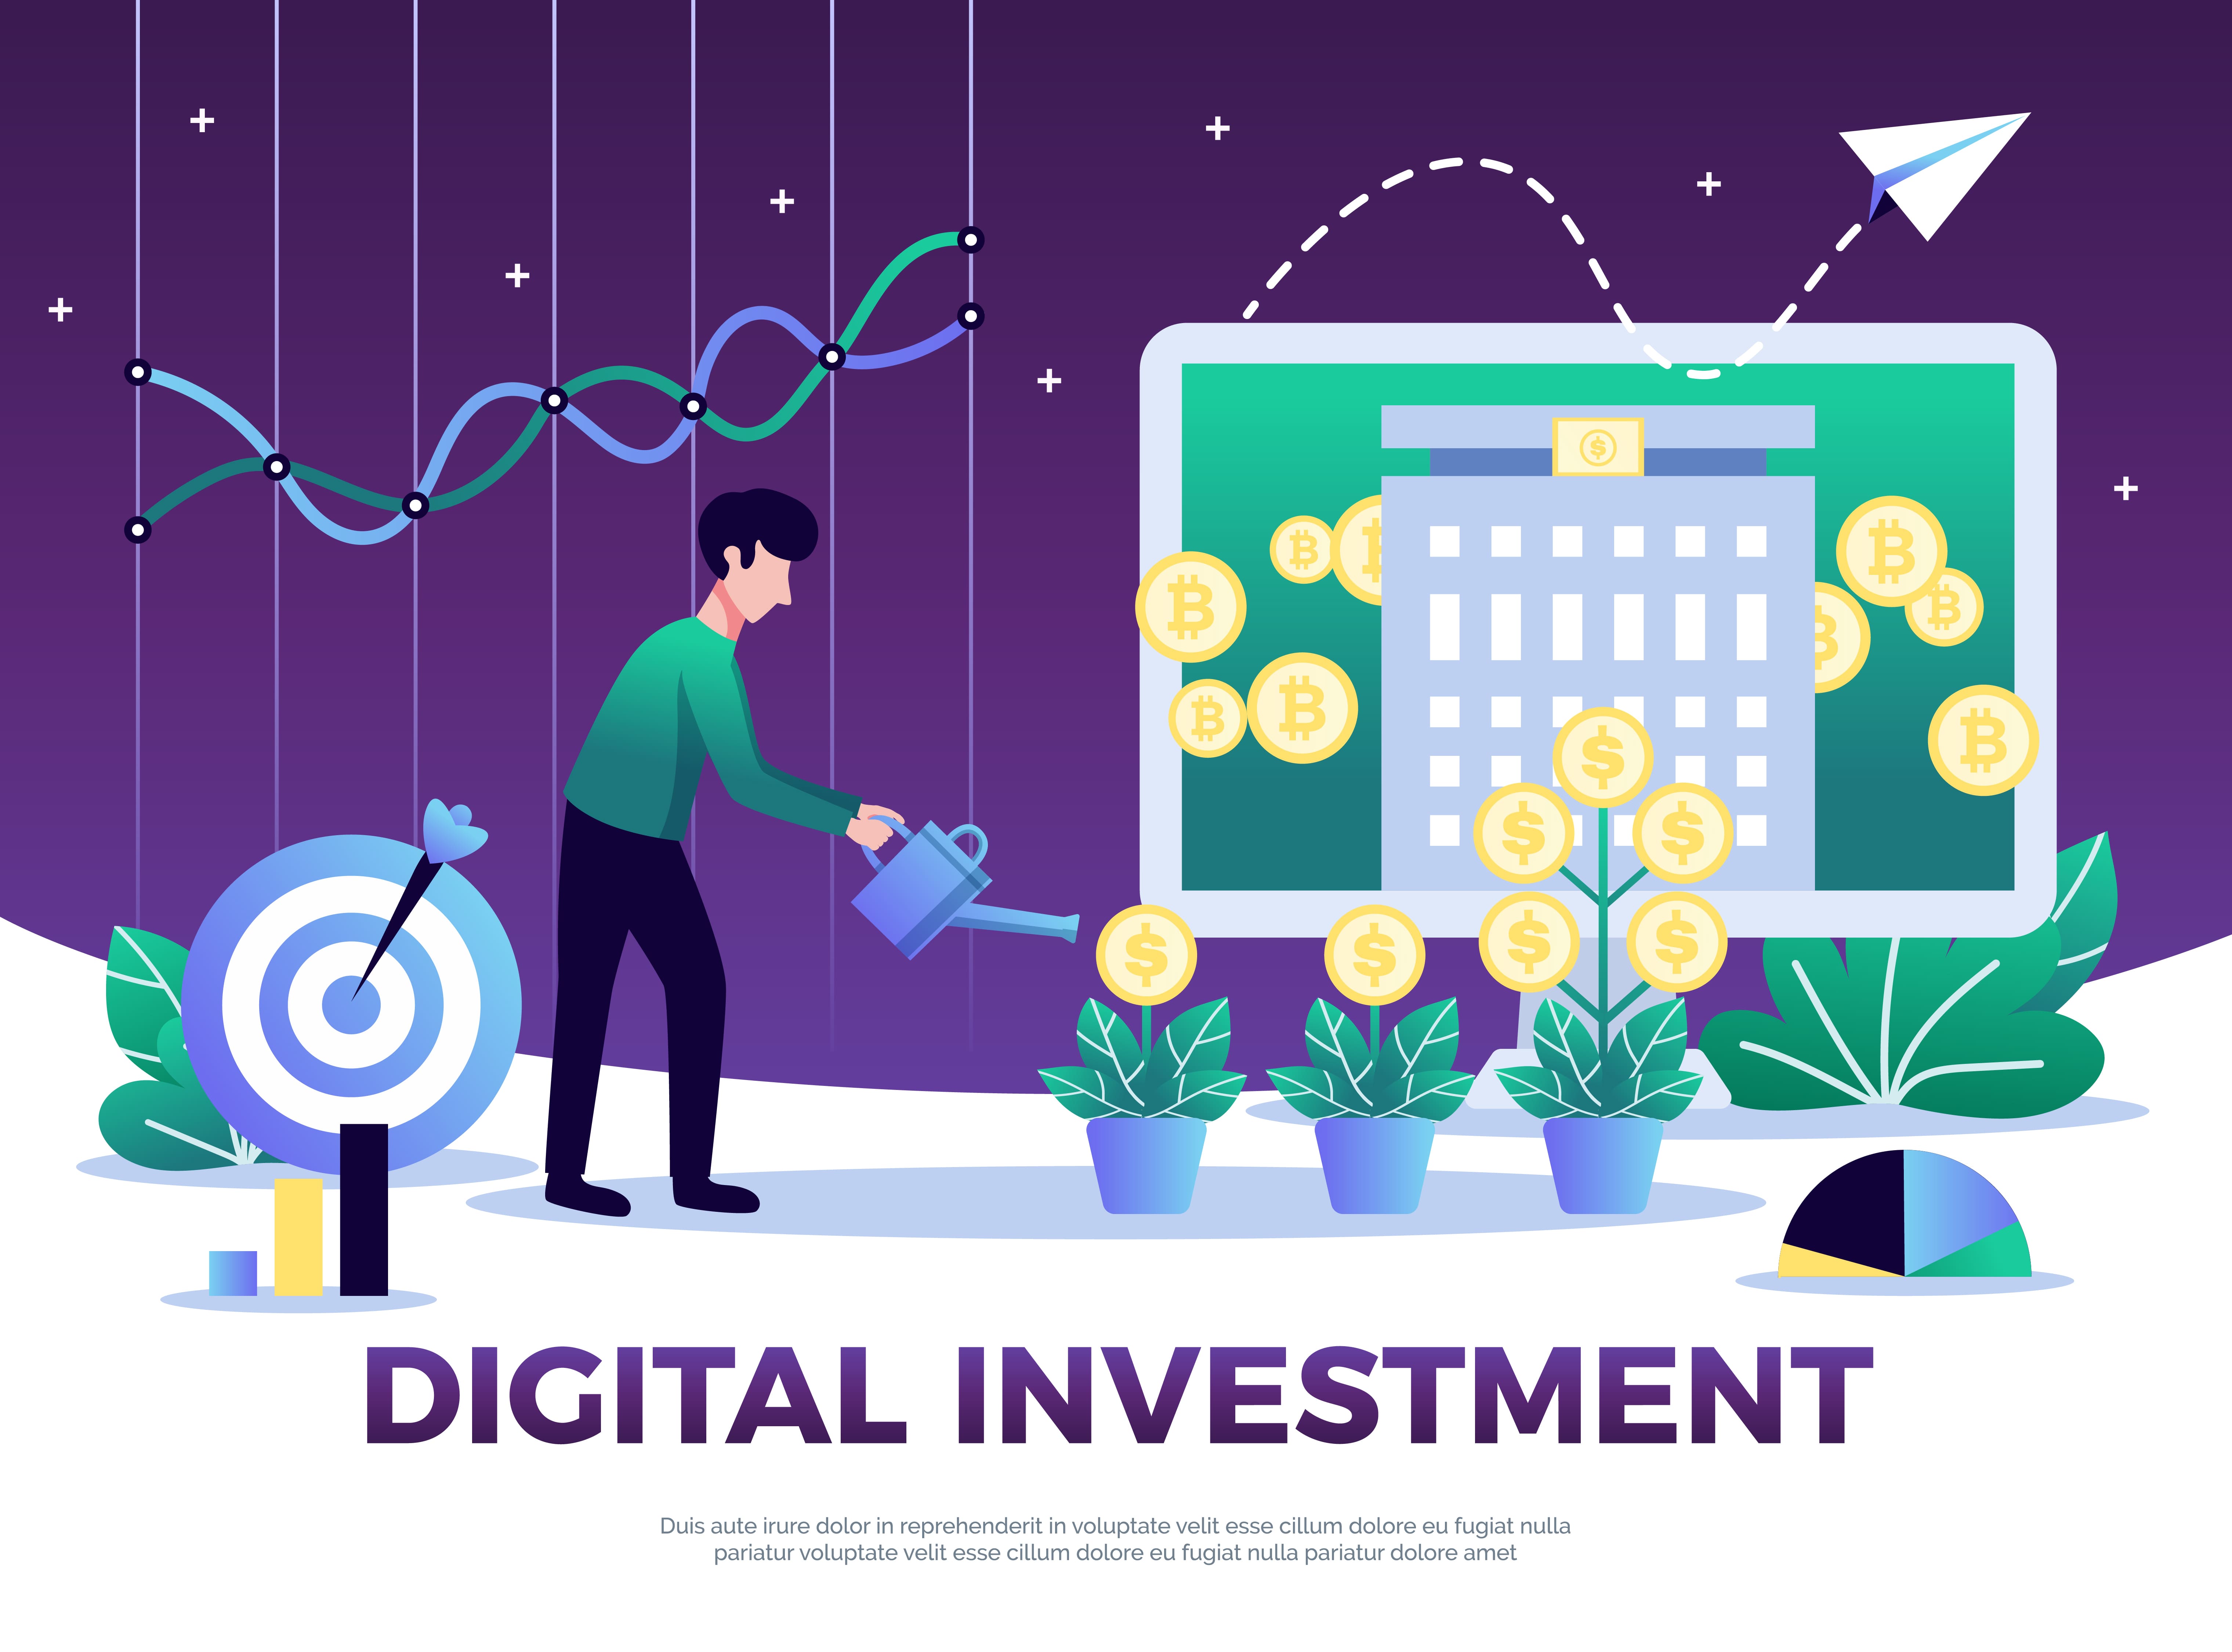 DIGITAL INVESTMENT
Duis aute irure dolor in reprehenderit in voluptate velit esse cillum dolore eu fugiat nulla
pariatur voluptate velit esse cillum dolore eu fugiat nulla pariatur dolore amet